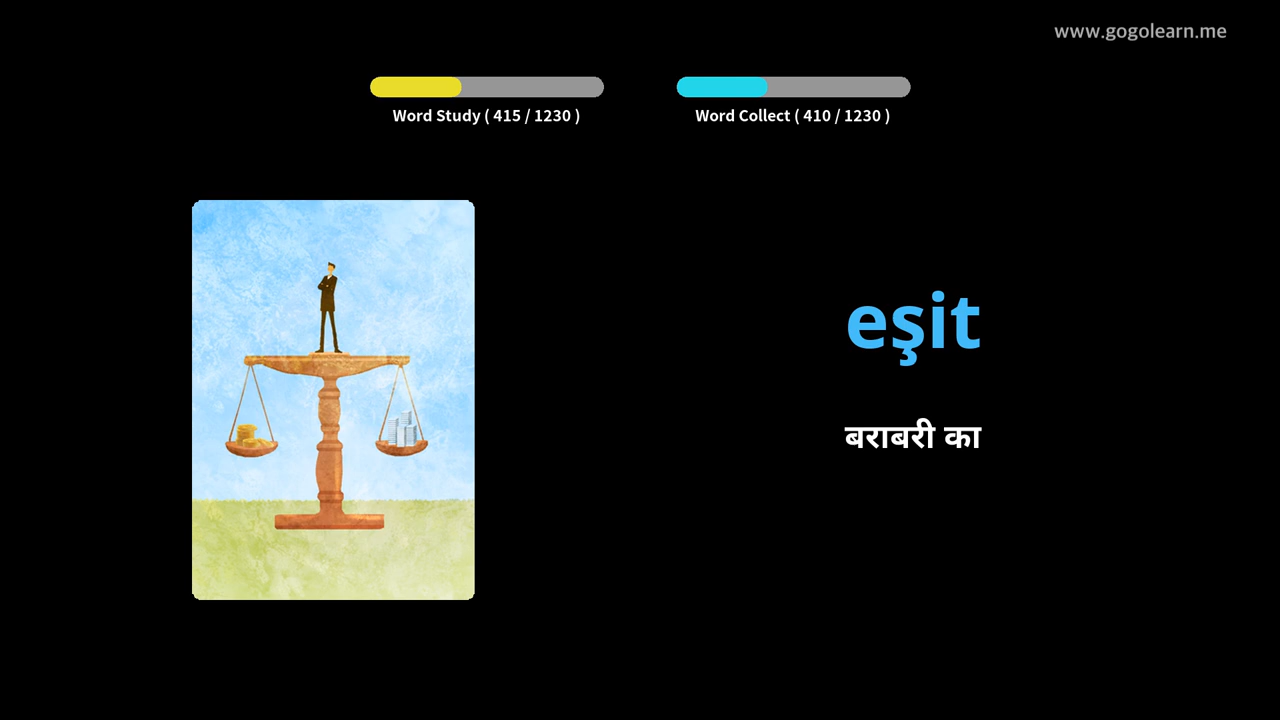 www.gogolearn.me
Word Study ( 415 / 1230 )
Word Collect ( 410 / 1230 )
eşit
बराबरी का